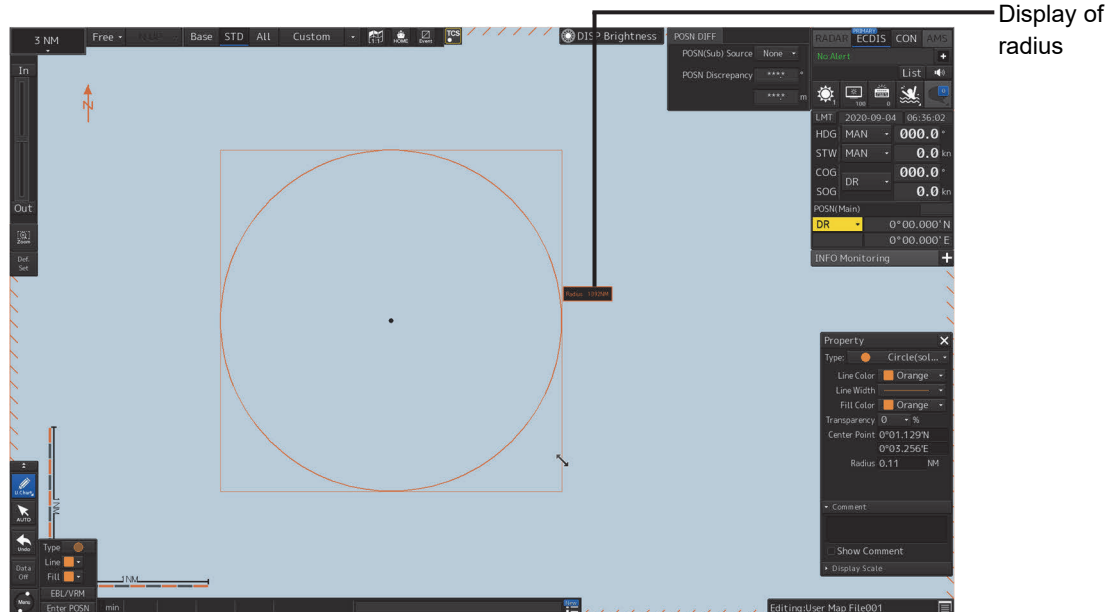 Display of
radius
3 NM
Free
Base STD All Custom
HOME
Event
TCS
DISP Brightness
POSN DIFF
POSN(Sub) Source None
POSN Discrepancy ***.* °
***.* m
PRIMARY
RADAR ECDIS CON AMS
No Alert
List
1 100 0
LMT 2020-09-04 06:36:02
HDG MAN 000.0 °
STW MAN 0.0 kn
COG 000.0 °
DR
SOG 0.0 kn
POSN(Main)
DR 0°00.000'N
0°00.000'E
INFO Monitoring
In
N
Out
Zoom
Def.
Set
Property
Type: Circle(sol...
Line Color Orange
Line Width
Fill Color Orange
Transparency 0 %
Center Point 0°01.129'N
0°03.256'E
Radius 0.11 NM
Comment
Show Comment
Display Scale
U.Chart
AUTO
Undo
Data
Off
Menu
1NM
1NM
Type
Line
Fill
EBL/VRM
Enter POSN
min
New
Editing:User Map File001